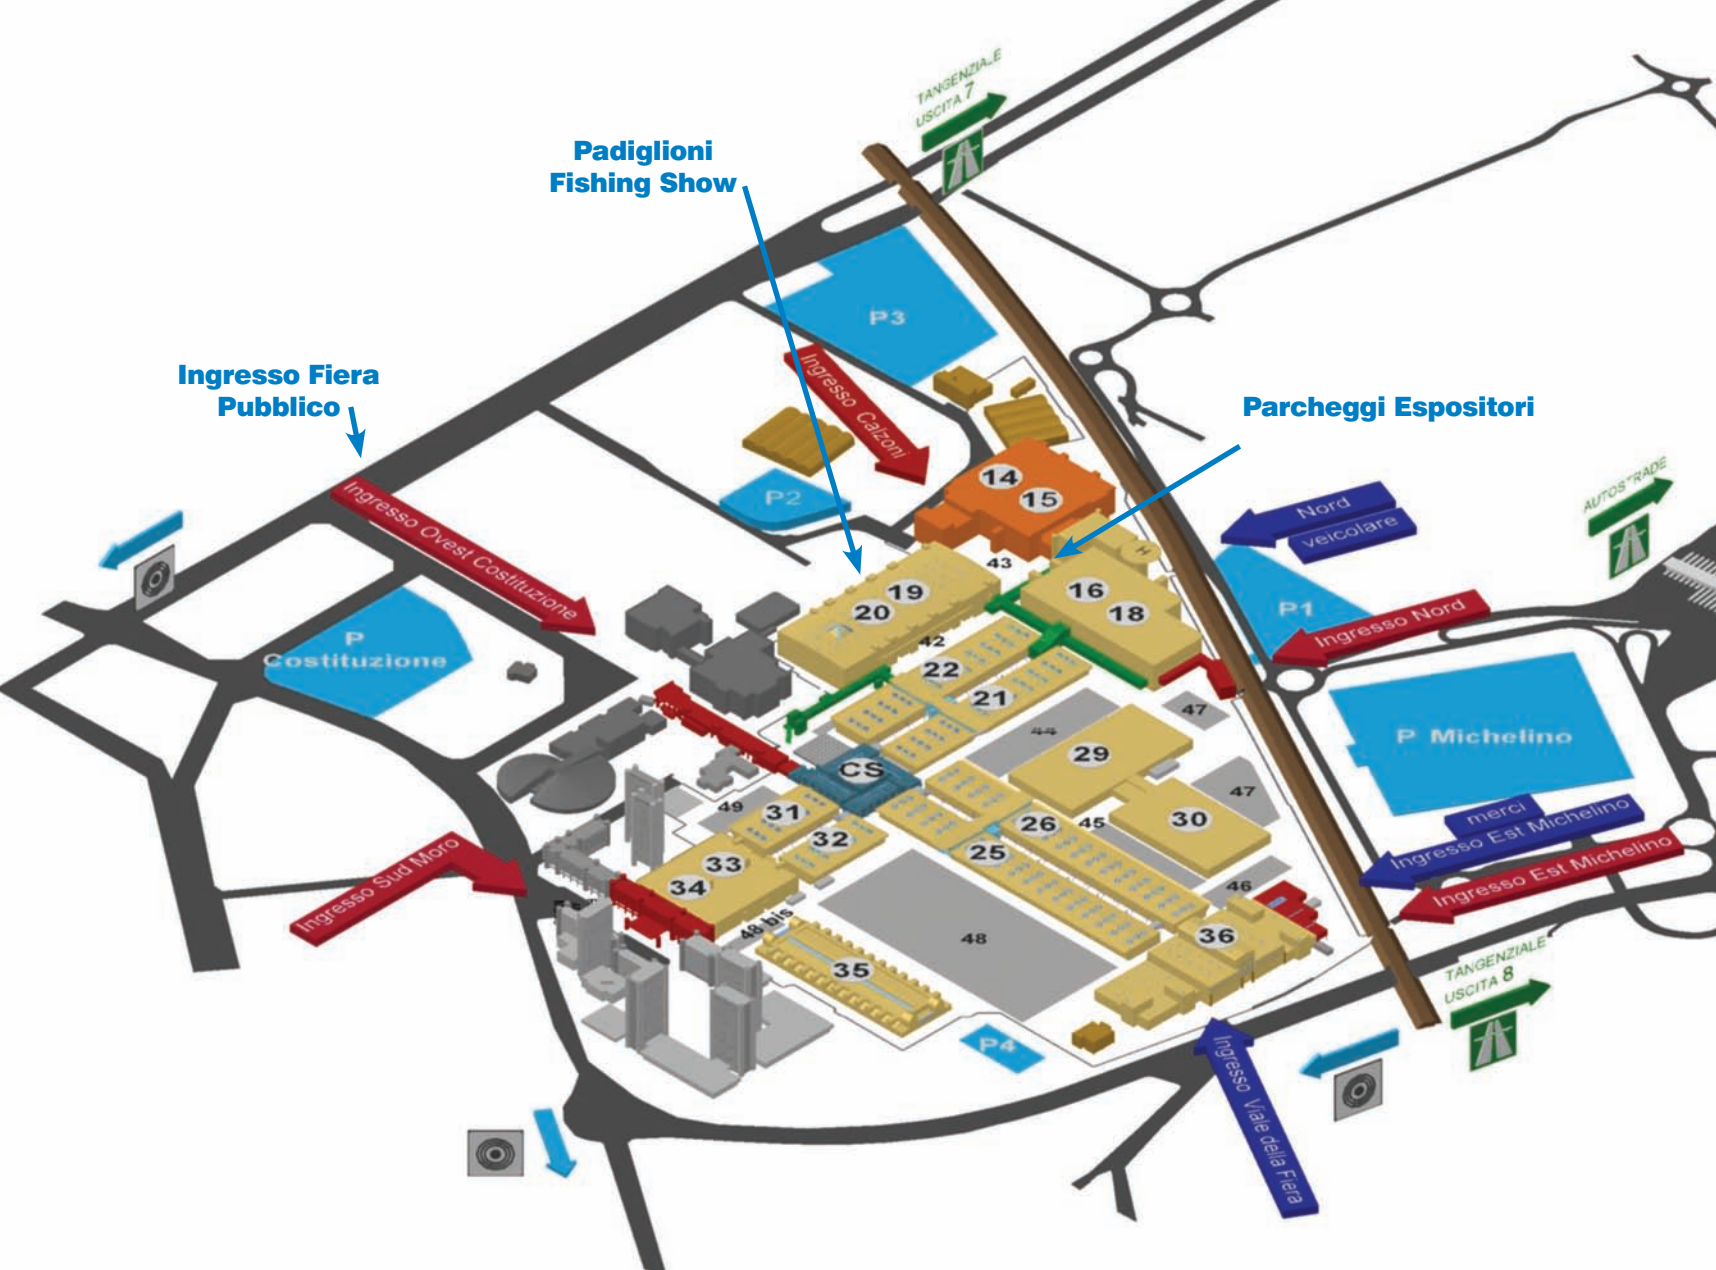 TANGENZIALE
USCITA 7
Padiglioni
Fishing Show
P3
Ingresso Fiera
Pubblico
Ingresso Calzoni
Parcheggi Espositori
P2
14
15
Ingresso Ovest Costituzione
Nord
veicolare
AUTOSTRADE
43
H
19
20
16
18
P1
Ingresso Nord
P
Costituzione
42
22
21
47
44
P Michelino
29
CS
47
49
31
32
26
45
30
25
merci
Ingresso Est Michelino
Ingresso Est Michelino
Ingresso Sud Moro
33
34
46
48 bis
48
36
35
TANGENZIALE
USCITA 8
P4
Ingresso Viale della Fiera